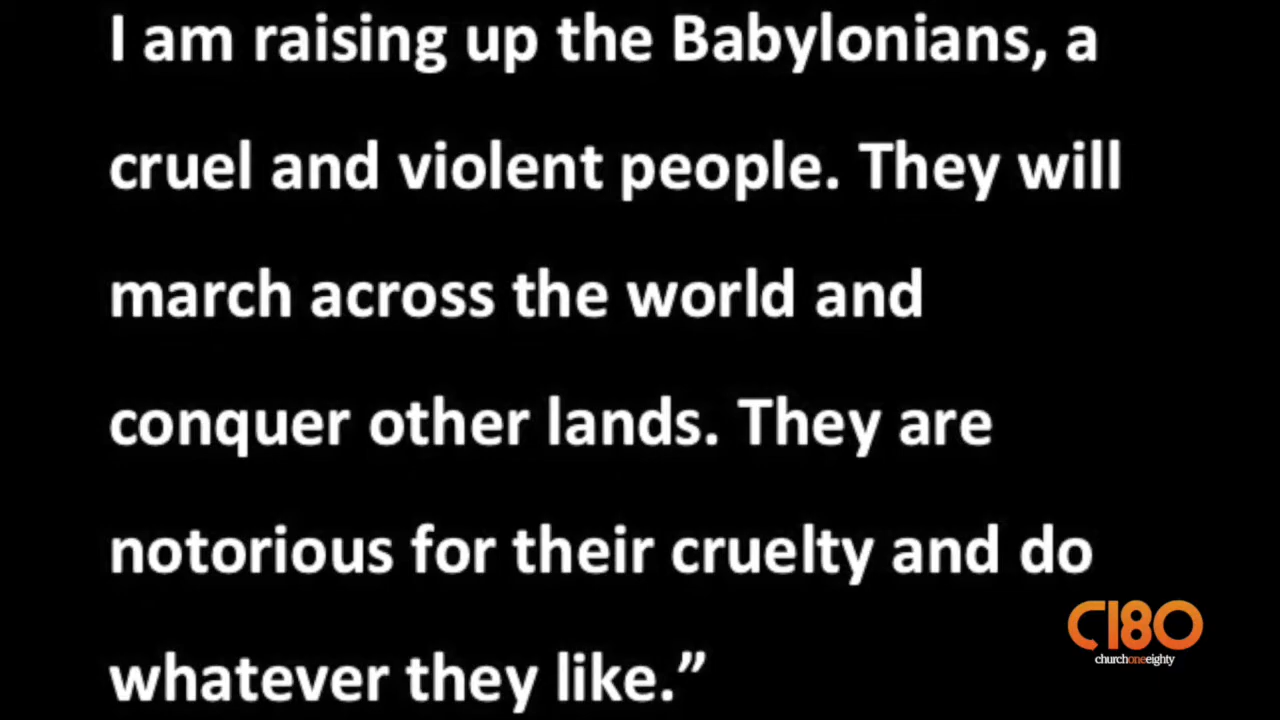 I am raising up the Babylonians, a
cruel and violent people. They will
march across the world and
conquer other lands. They are
notorious for their cruelty and do
whatever they like.”
C180
churchoneeighty